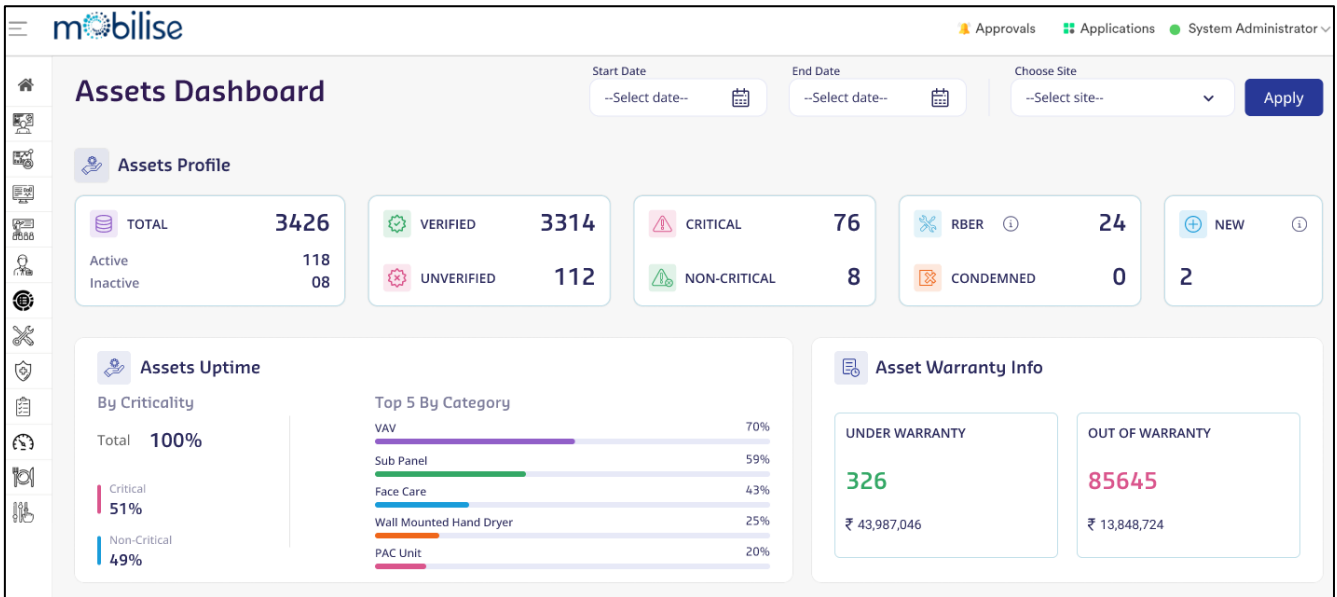 mobilise
Approvals
Applications
System Administrator
Assets Dashboard
Start Date
--Select date--
End Date
--Select date--
Choose Site
--Select site--
Apply
Assets Profile
TOTAL 3426
Active 118
Inactive 08
VERIFIED 3314
UNVERIFIED 112
CRITICAL 76
NON-CRITICAL 8
RBER 24
CONDEMNED 0
NEW
2
Assets Uptime
By Criticality
Total 100%
Critical
51%
Non-Critical
49%
Top 5 By Category
VAV 70%
Sub Panel 59%
Face Care 43%
Wall Mounted Hand Dryer 25%
PAC Unit 20%
Asset Warranty Info
UNDER WARRANTY
326
₹ 43,987,046
OUT OF WARRANTY
85645
₹ 13,848,724